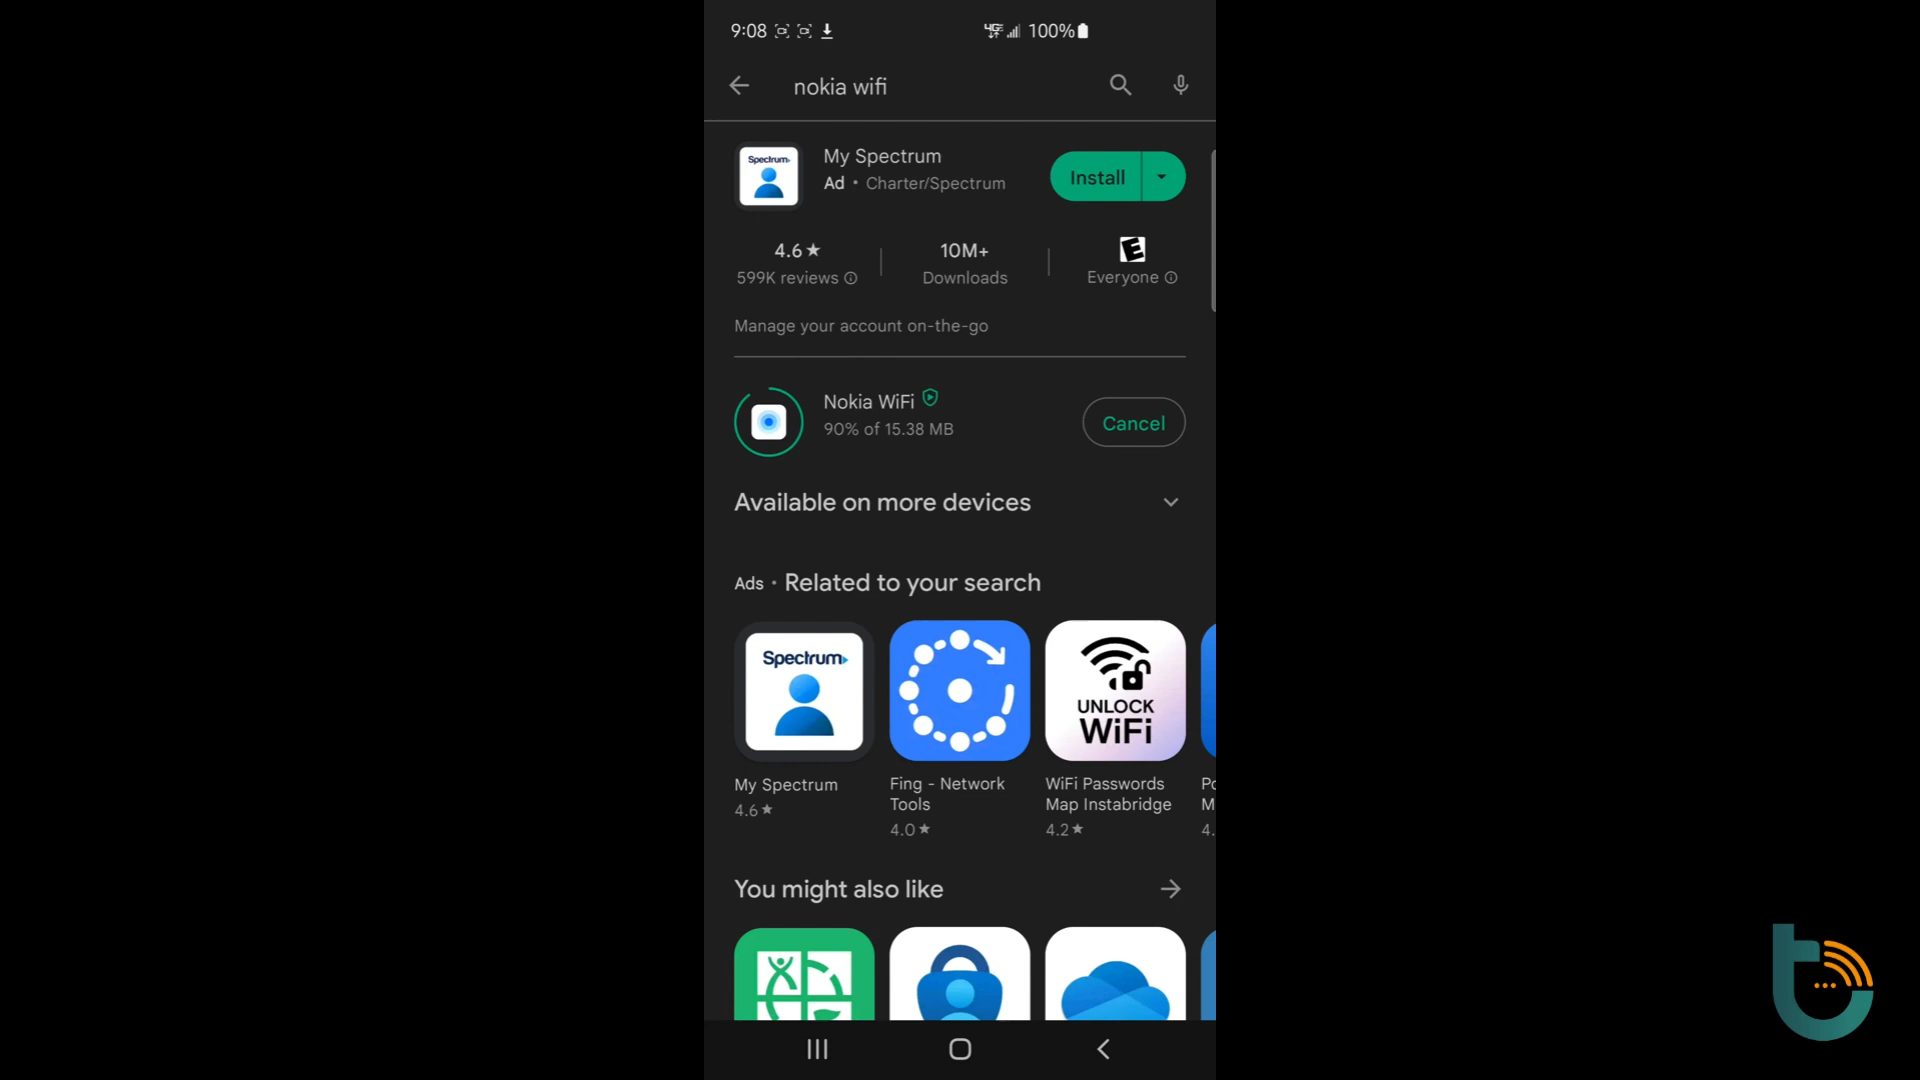 9:08 100%
nokia wifi
My Spectrum
Ad • Charter/Spectrum
Install
Spectrum
4.6★
599K reviews
10M+
Downloads
E
Everyone
Manage your account on-the-go
Nokia WiFi
90% of 15.38 MB
Cancel
Available on more devices
Ads • Related to your search
Spectrum
UNLOCK
WiFi
My Spectrum
4.6★
Fing - Network
Tools
4.0★
WiFi Passwords
Map Instabridge
4.2★
Po
M
4.
You might also like